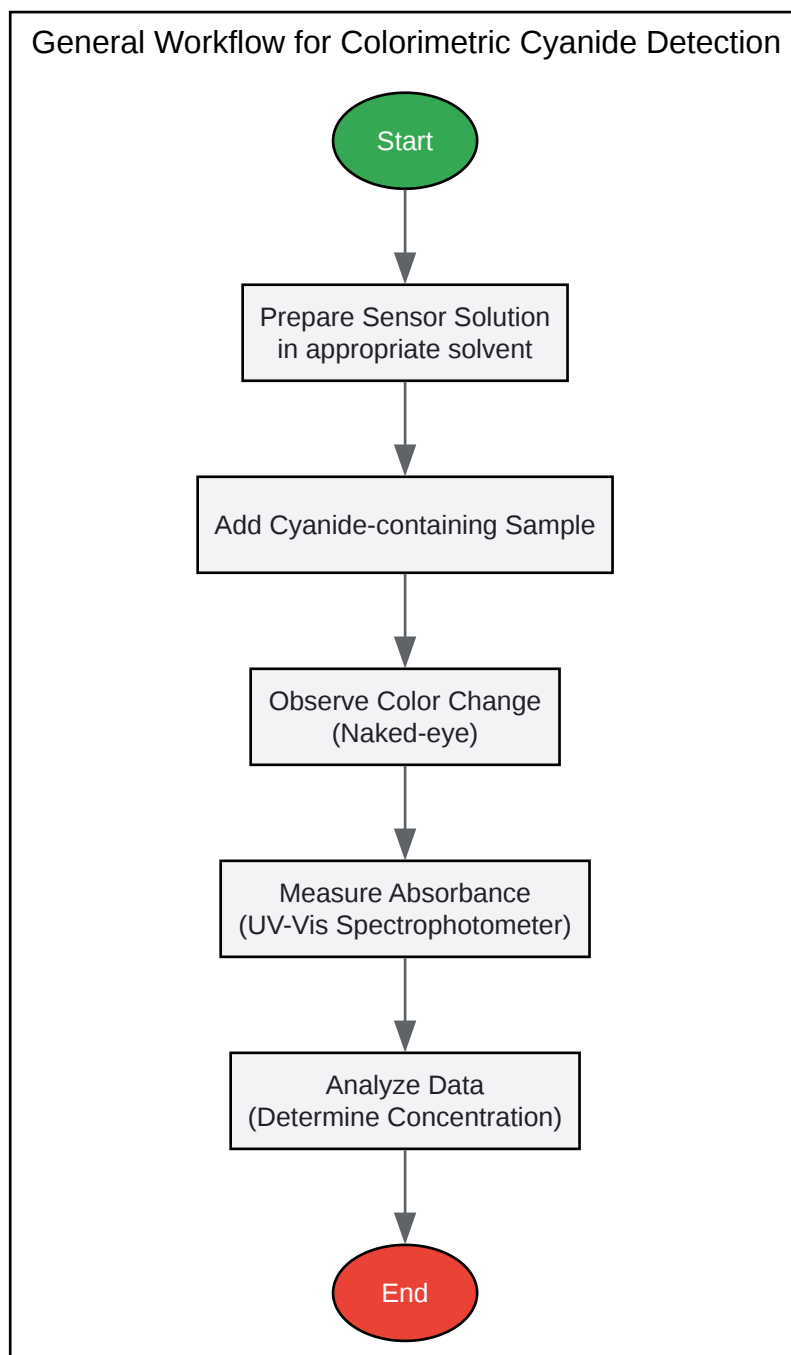 General Workflow for Colorimetric Cyanide Detection
Start
Prepare Sensor Solution
in appropriate solvent
Add Cyanide-containing Sample
Observe Color Change
(Naked-eye)
Measure Absorbance
(UV-Vis Spectrophotometer)
Analyze Data
(Determine Concentration)
End